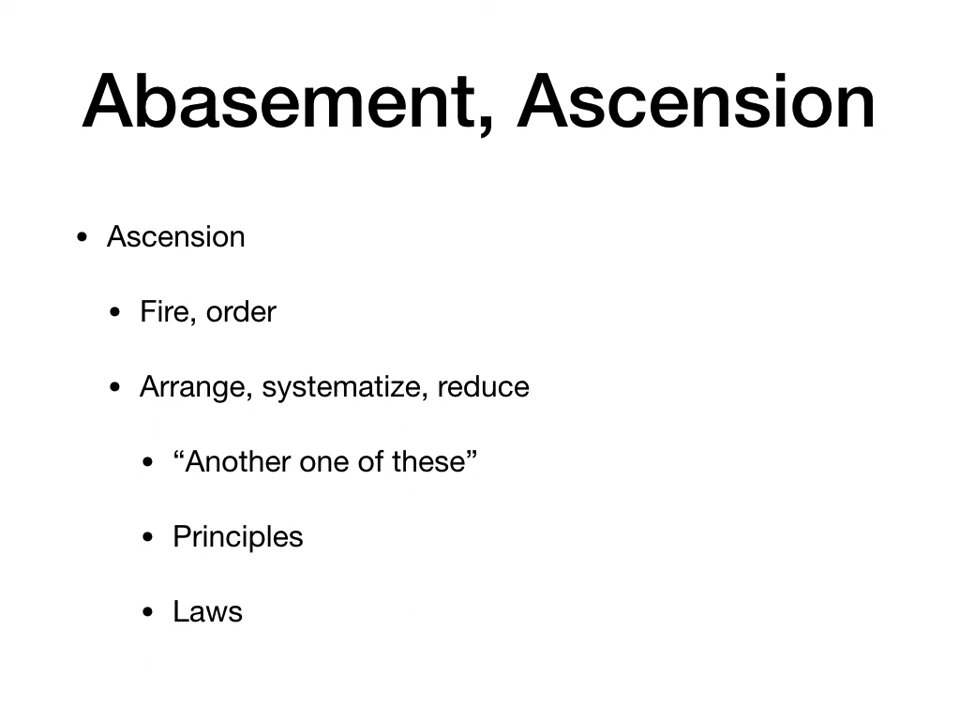 Abasement, Ascension
• Ascension
• Fire, order
• Arrange, systematize, reduce
• “Another one of these”
• Principles
• Laws